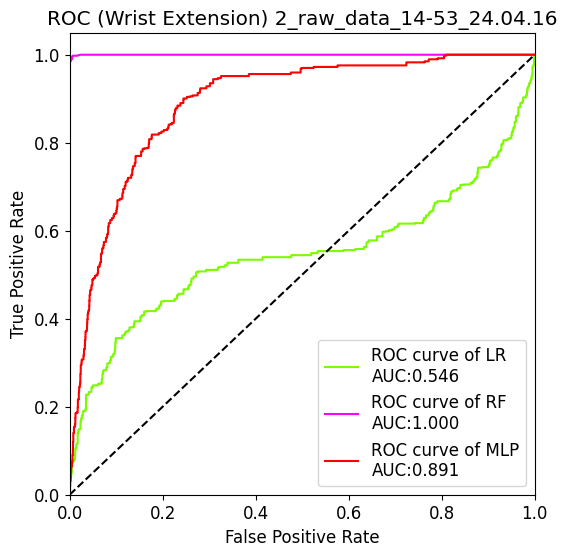 ROC (Wrist Extension) 2_raw_data_14-53_24.04.16
1.0
0.8
0.6
0.4
0.2
0.0
True Positive Rate
ROC curve of LR
AUC:0.546
ROC curve of RF
AUC:1.000
ROC curve of MLP
AUC:0.891
0.0 0.2 0.4 0.6 0.8 1.0
False Positive Rate